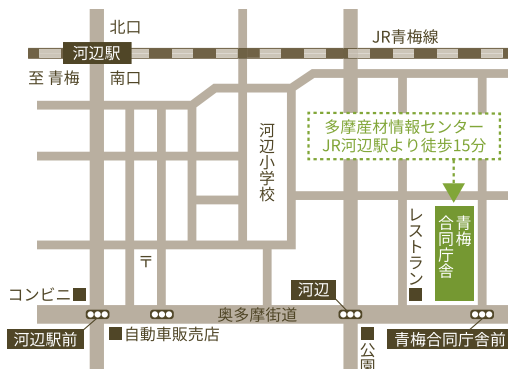 北口
JR青梅線
河辺駅
至 青梅
南口
多摩産材情報センター
JR河辺駅より徒歩15分
河辺小学校
レストラン
青梅
合同庁舎
〒
コンビニ
河辺
奥多摩街道
河辺駅前
自動車販売店
青梅合同庁舎前
公園